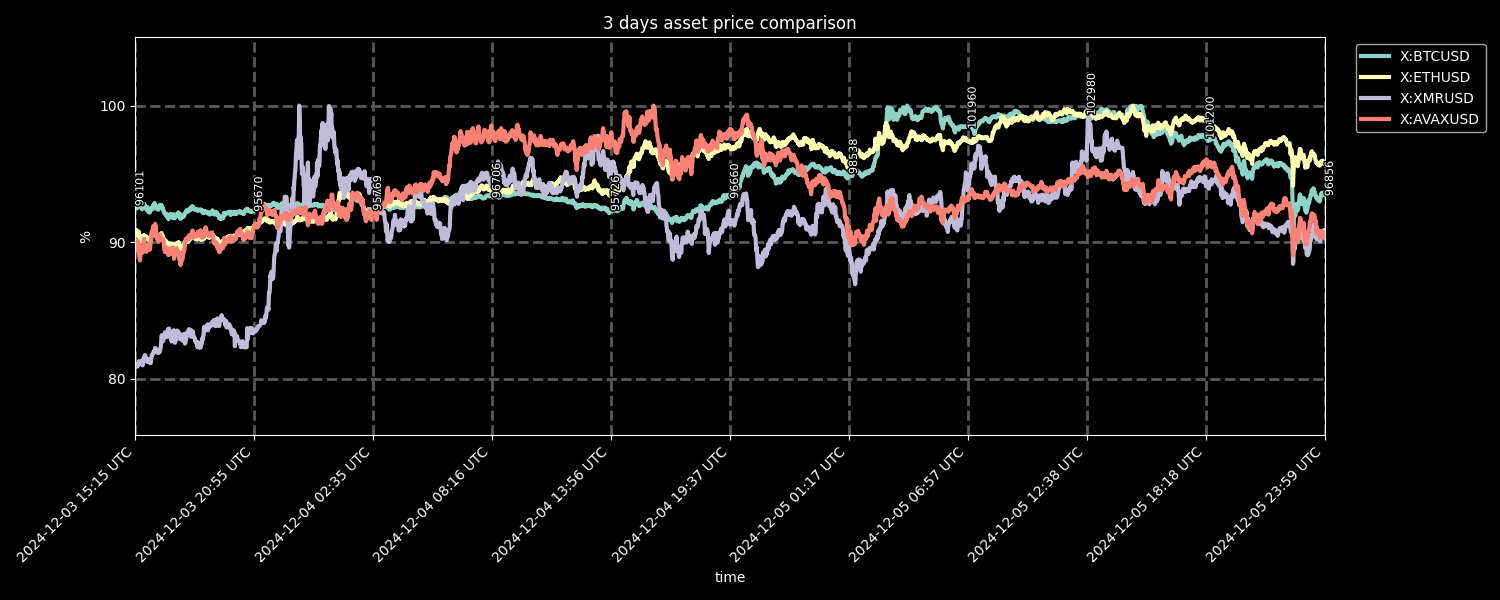 3 days asset price comparison
X:BTCUSD
X:ETHUSD
X:XMRUSD
X:AVAXUSD
100
90
80
%
96101
95670
95769
96706
95726
96660
98538
101960
102980
101200
96856
2024-12-03 15:15 UTC
2024-12-03 20:55 UTC
2024-12-04 02:35 UTC
2024-12-04 08:16 UTC
2024-12-04 13:56 UTC
2024-12-04 19:37 UTC
2024-12-05 01:17 UTC
2024-12-05 06:57 UTC
2024-12-05 12:38 UTC
2024-12-05 18:18 UTC
2024-12-05 23:59 UTC
time